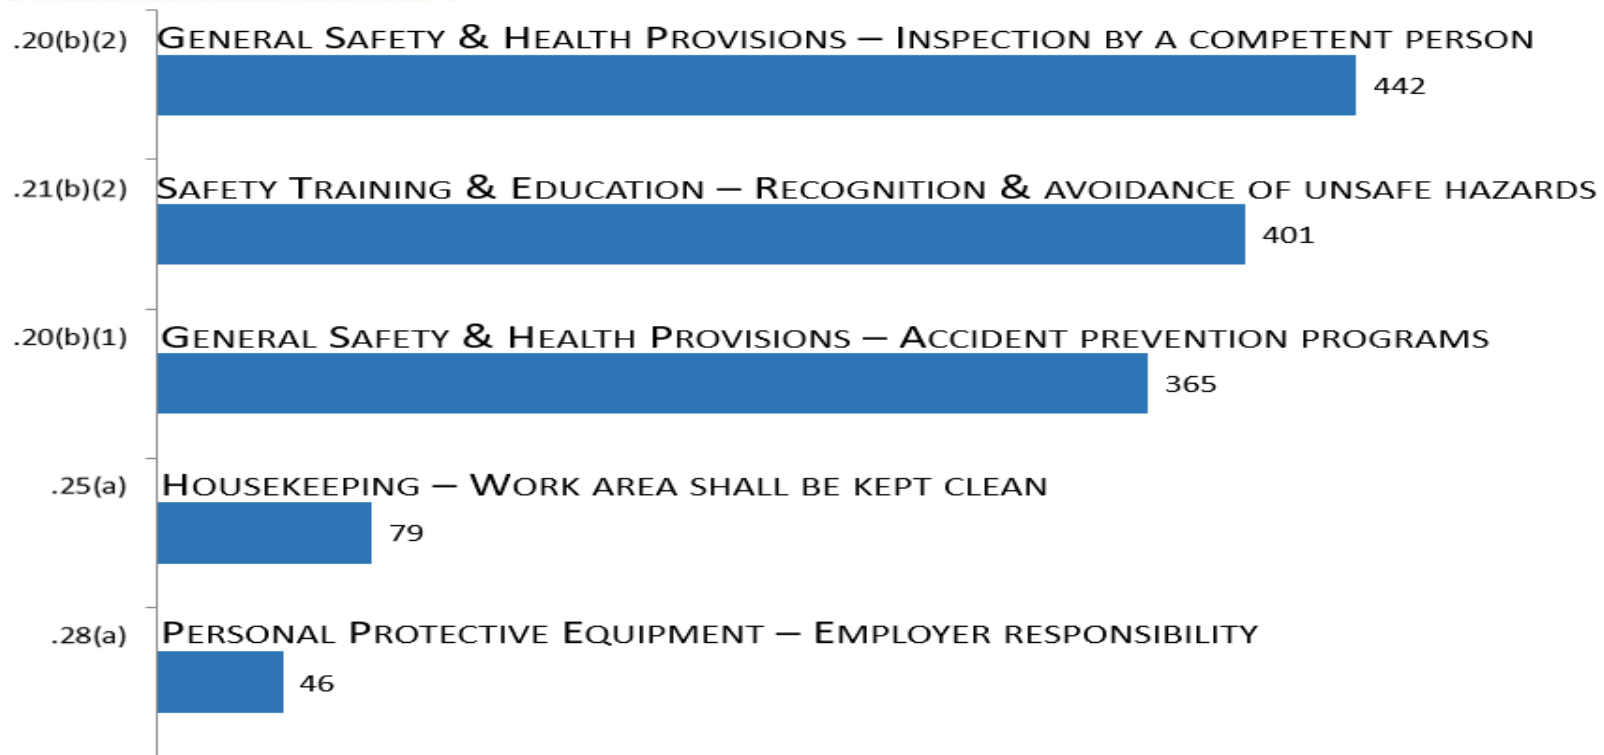 .20(b)(2) General Safety & Health Provisions – Inspection by a competent person
442
.21(b)(2) Safety Training & Education – Recognition & avoidance of unsafe hazards
401
.20(b)(1) General Safety & Health Provisions – Accident prevention programs
365
.25(a) Housekeeping – Work area shall be kept clean
79
.28(a) Personal Protective Equipment – Employer responsibility
46